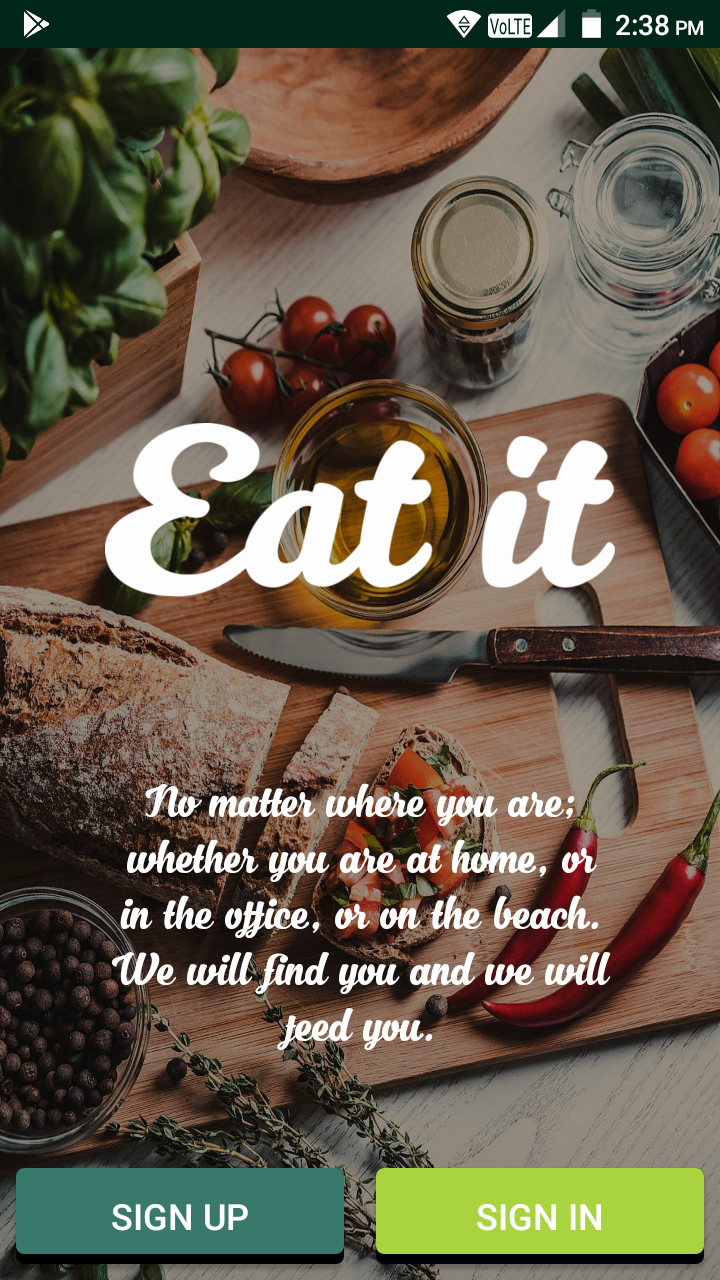 VoLTE 2:38 PM
Eat it
No matter where you are;
whether you are at home, or
in the office, or on the beach.
We will find you and we will
feed you.
SIGN UP SIGN IN